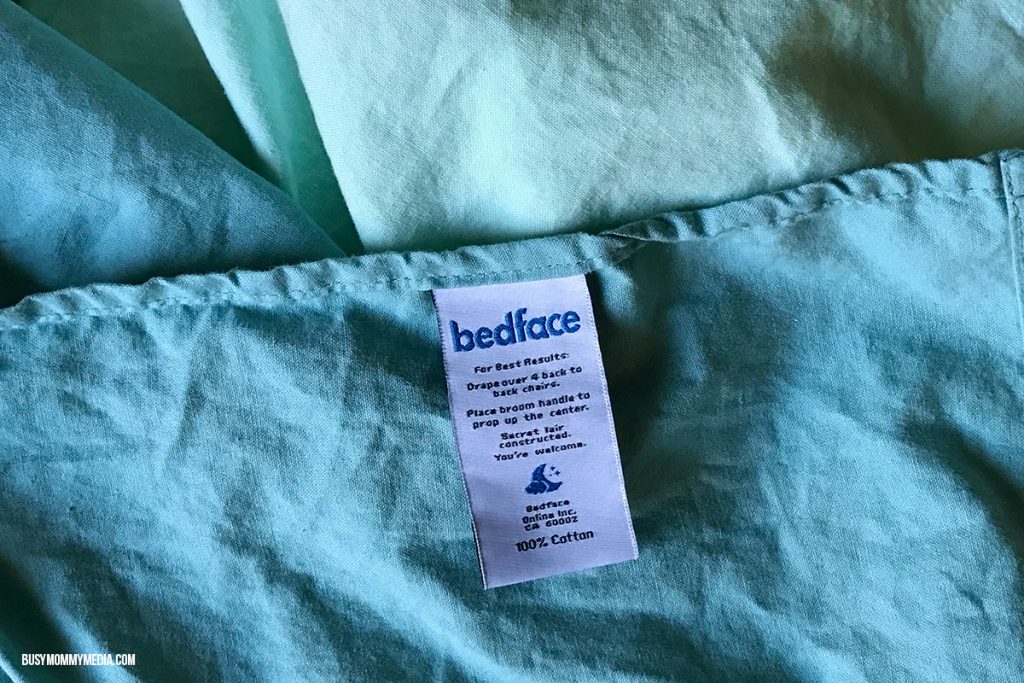 bedface
For Best Results:
Drape over 4 back to
back chairs.
Place broom handle to
prop up the center.
Secret lair
constructed.
You're welcome.
Bedface
Online Inc.
CA 60002
100% Cotton
BUSYMOMMYMEDIA.COM